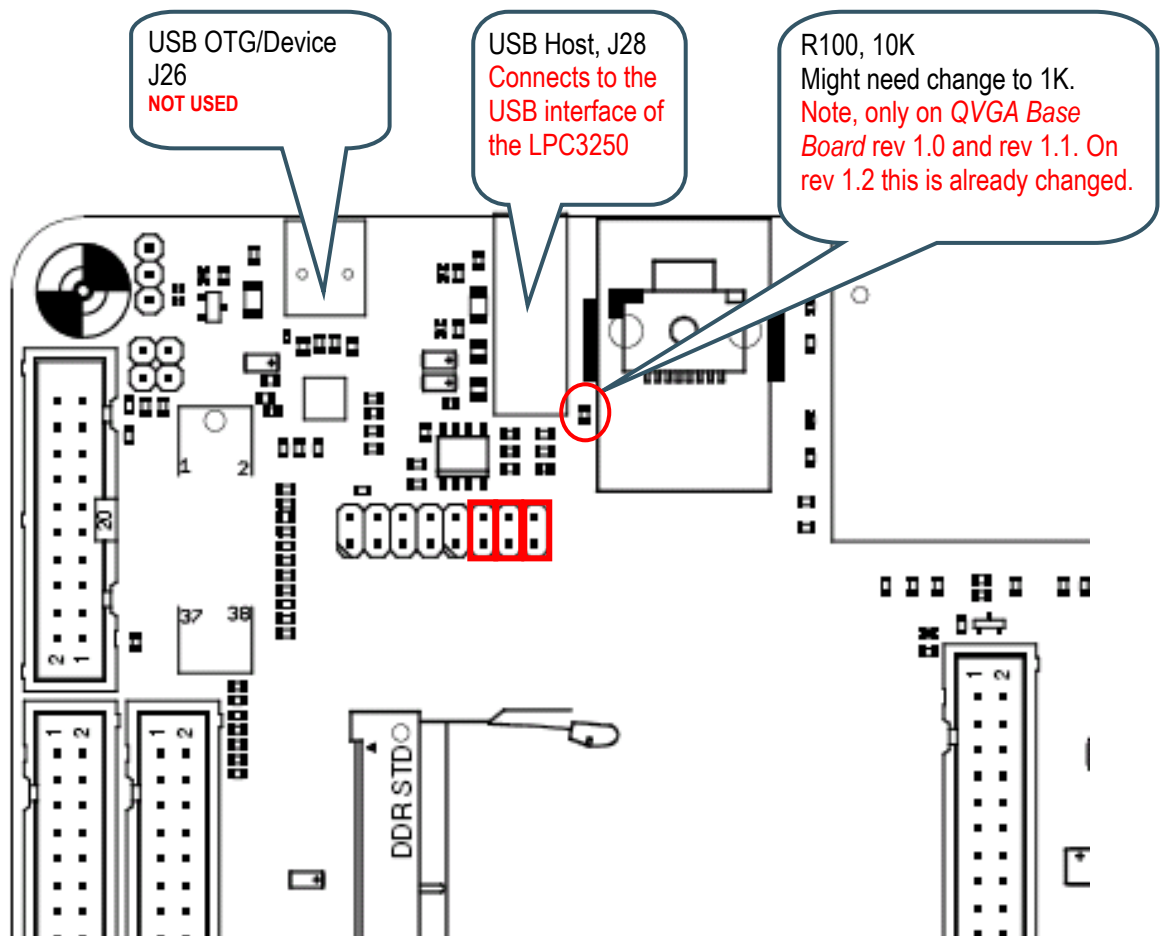 USB OTG/Device
J26
NOT USED
USB Host, J28
Connects to the
USB interface of
the LPC3250
R100, 10K
Might need change to 1K.
Note, only on QVGA Base
Board rev 1.0 and rev 1.1. On
rev 1.2 this is already changed.
1 2
20
37 38
2 1
1 2
1 2
1 2
DDR STD